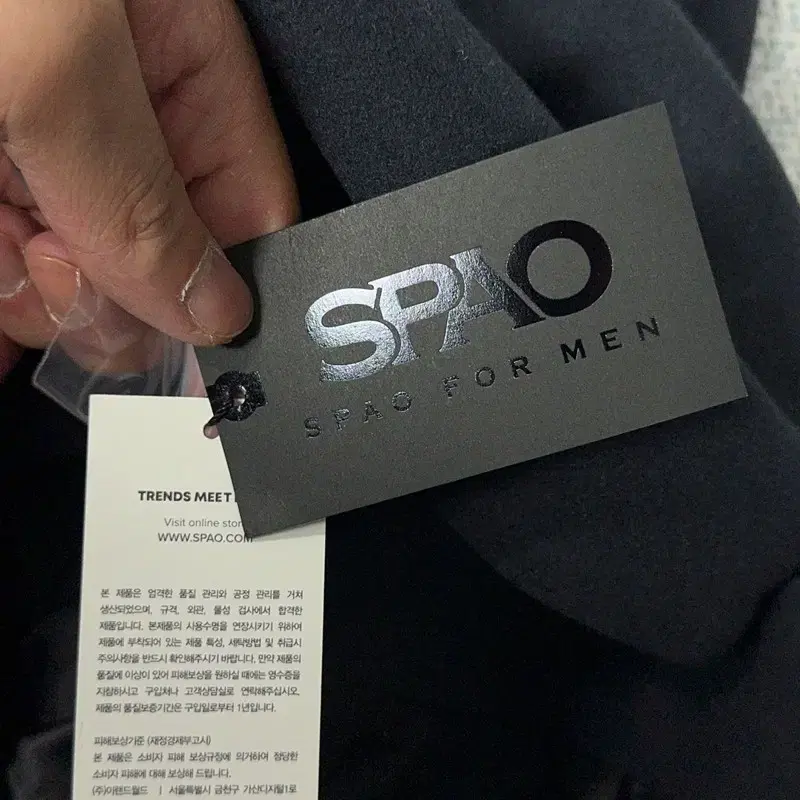 SPAO
SPAO FOR MEN
TRENDS MEET
Visit online stor
WWW.SPAO.COM
본 제품은 엄격한 품질 관리와 공정 관리를 거쳐
생산되었으며, 규격, 외관, 물성 검사에서 합격한
제품입니다. 본제품의 사용수명을 연장시키기 위하여
제품에 부착되어 있는 제품 특성, 세탁방법 및 취급시
주의사항을 반드시 확인해주시기 바랍니다. 만약 제품의
품질에 이상이 있어 피해보상을 원하실 때에는 영수증을
지참하시고 구입처나 고객상담실로 연락해주십시오.
제품의 품질보증기간은 구입일로부터 1년입니다.
피해보상기준 (재정경제부고시)
본 제품은 소비자 피해 보상규정에 의거하여 정당한
소비자 피해에 대해 보상해 드립니다.
(주)이랜드월드 | 서울특별시 금천구 가산디지털1로